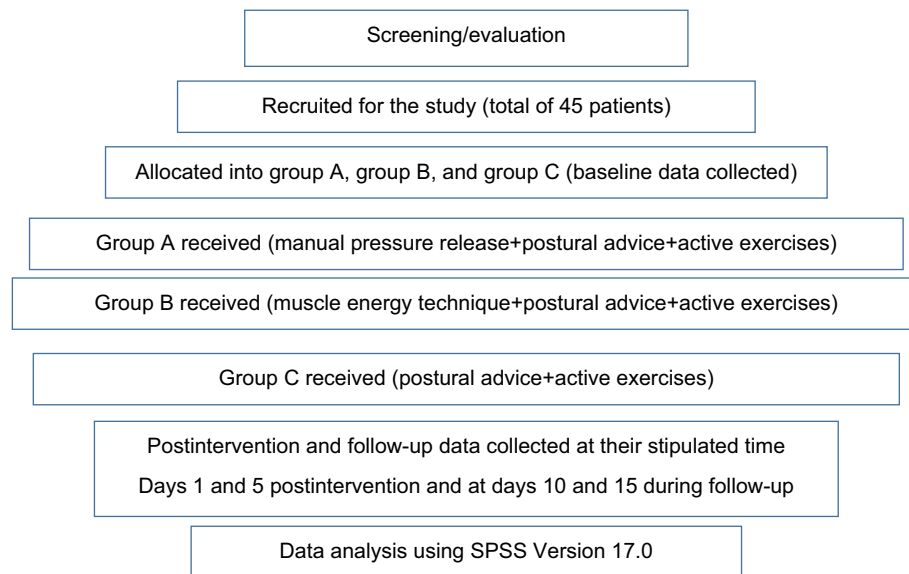 Screening/evaluation
Recruited for the study (total of 45 patients)
Allocated into group A, group B, and group C (baseline data collected)
Group A received (manual pressure release+postural advice+active exercises)
Group B received (muscle energy technique+postural advice+active exercises)
Group C received (postural advice+active exercises)
Postintervention and follow-up data collected at their stipulated time
Days 1 and 5 postintervention and at days 10 and 15 during follow-up
Data analysis using SPSS Version 17.0